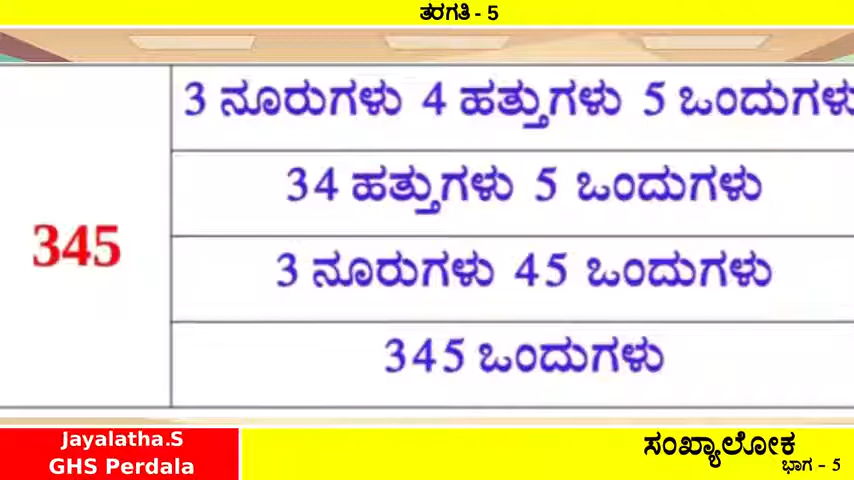 ತರಗತಿ - 5
3 ನೂರುಗಳು 4 ಹತ್ತುಗಳು 5 ಒಂದುಗಳು
34 ಹತ್ತುಗಳು 5 ಒಂದುಗಳು
345
3 ನೂರುಗಳು 45 ಒಂದುಗಳು
345 ಒಂದುಗಳು
Jayalatha.S
GHS Perdala
ಸಂಖ್ಯಾಲೋಕ
ಭಾಗ - 5